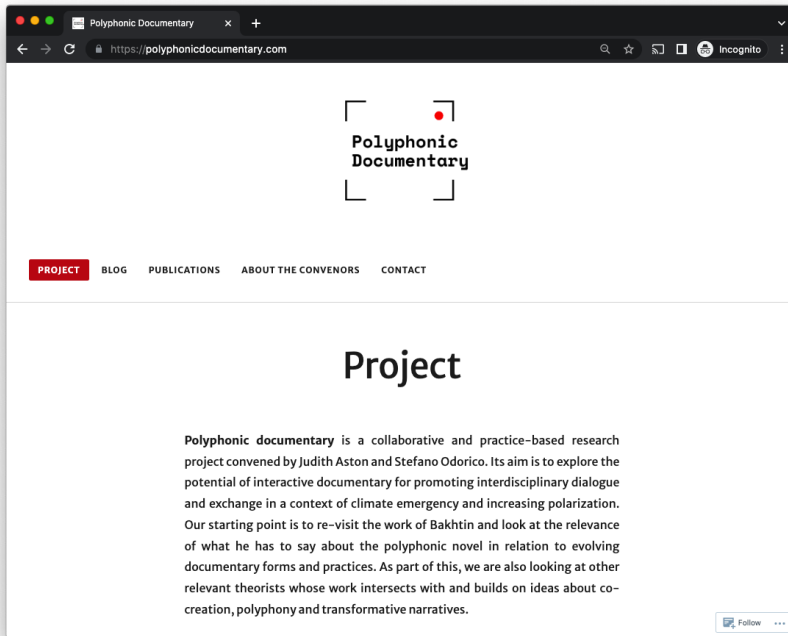 Polyphonic Documentary
https://polyphonicdocumentary.com
Incognito
Polyphonic
Documentary
PROJECT BLOG PUBLICATIONS ABOUT THE CONVENORS CONTACT
Project
Polyphonic documentary is a collaborative and practice-based research
project convened by Judith Aston and Stefano Odorico. Its aim is to explore the
potential of interactive documentary for promoting interdisciplinary dialogue
and exchange in a context of climate emergency and increasing polarization.
Our starting point is to re-visit the work of Bakhtin and look at the relevance
of what he has to say about the polyphonic novel in relation to evolving
documentary forms and practices. As part of this, we are also looking at other
relevant theorists whose work intersects with and builds on ideas about co-
creation, polyphony and transformative narratives.
Follow